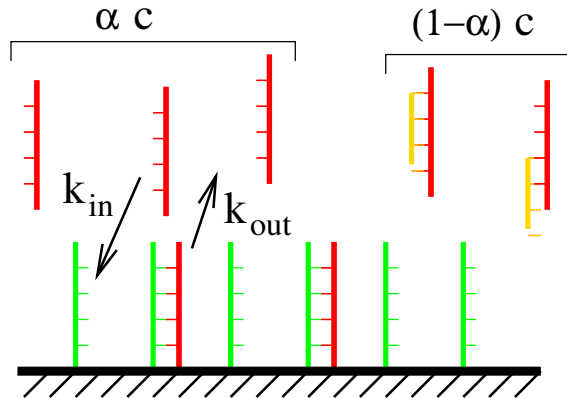 α c
(1−α) c
k_in
k_out